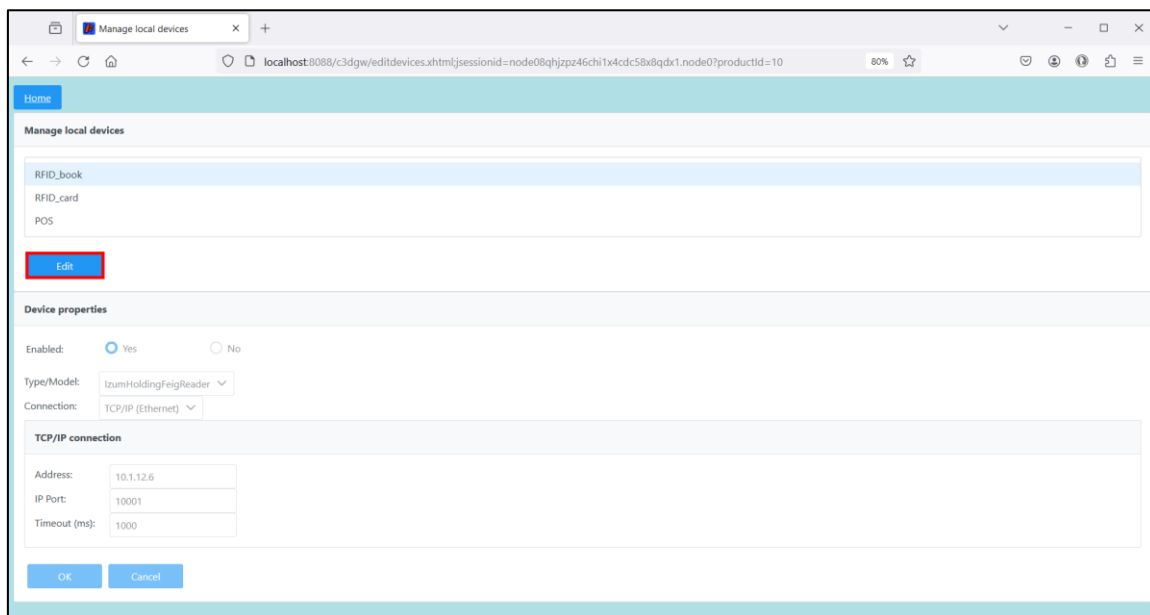 Manage local devices
localhost:8088/c3dgw/editdevices.xhtml;jsessionid=node08qhjzpz46chi1x4cdc58x8qdx1.node0?productId=10 80%
Home
Manage local devices
RFID_book
RFID_card
POS
Edit
Device properties
Enabled: Yes No
Type/Model: IzumHoldingFeigReader
Connection: TCP/IP (Ethernet)
TCP/IP connection
Address: 10.1.12.6
IP Port: 10001
Timeout (ms): 1000
OK Cancel